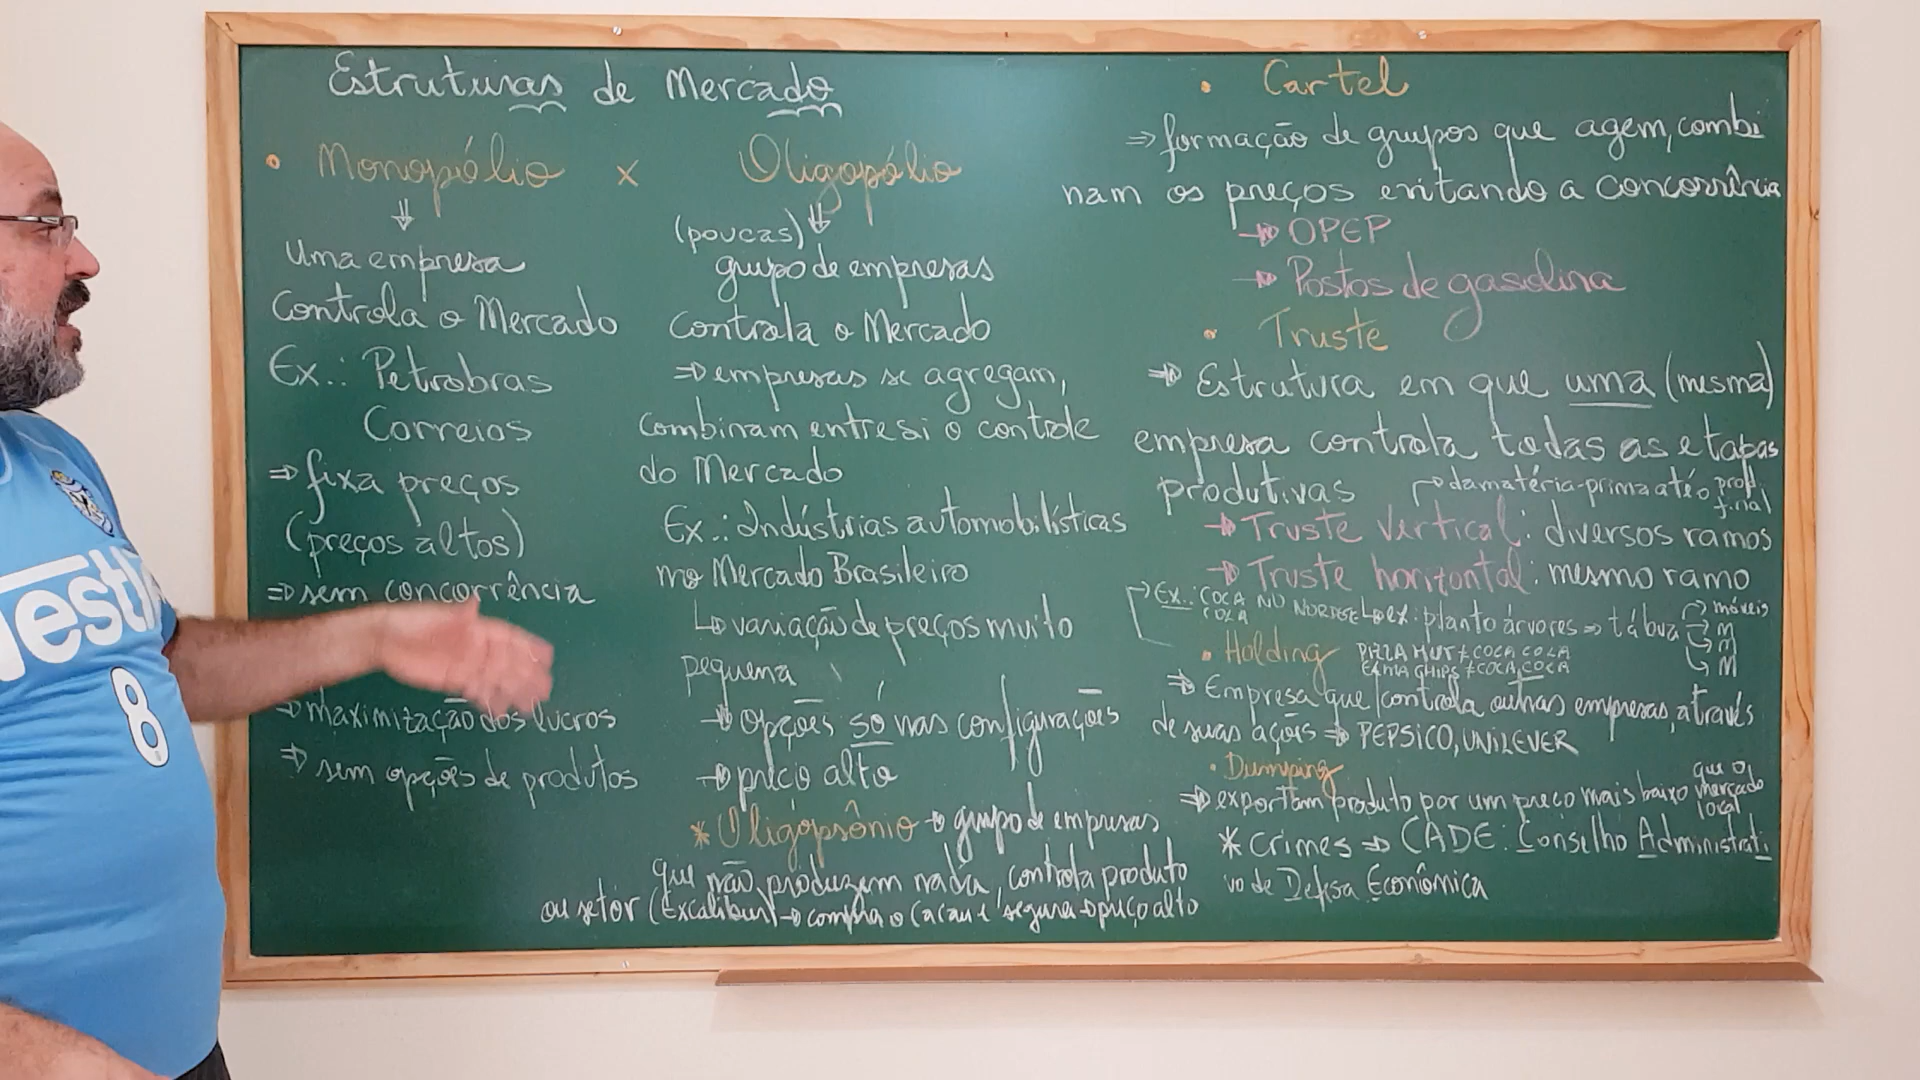 Estruturas de Mercado
• Monopólio x Oligopólio
Uma empresa
controla o Mercado
Ex.: Petrobras
Correios
⇒ fixa preços
(preços altos)
⇒ sem concorrência
⇒ maximização dos lucros
⇒ sem opções de produtos
(poucas)
grupo de empresas
controla o Mercado
⇒ empresas se agregam,
combinam entre si o controle
do Mercado
Ex.: Indústrias automobilísticas
no Mercado Brasileiro
↳ variação de preços muito
pequena
→ opções só nas configurações
→ preço alto
* Oligopsônio → grupo de empresas
que não produzem nada, controla produto
ou setor (Excalibur) → compra o cacau e segura → preço alto
• Cartel
⇒ formação de grupos que agem, combi
nam os preços evitando a concorrência
→ OPEP
→ Postos de gasolina
• Truste
⇒ Estrutura em que uma (mesma)
empresa controla todas as etapas
produtivas
→ da matéria-prima até o prod.
final
→ Truste vertical: diversos ramos
→ Truste horizontal: mesmo ramo
→ Ex.: COCA NO NORDESTE
COLA
↳ ex: planto árvores ⇒ tábua → móveis
→ M
→ M
→ M
• Holding
PIZZA HUT ≠ COCA COLA
CHIPS ≠ COCA COLA
⇒ Empresa que controla outras empresas, através
de suas ações ⇒ PEPSICO, UNILEVER
• Dumping
⇒ exportam produto por um preço mais baixo que o
mercado
local
* Crimes ⇒ CADE: Conselho Administrati
vo de Defesa Econômica
Nestl
8